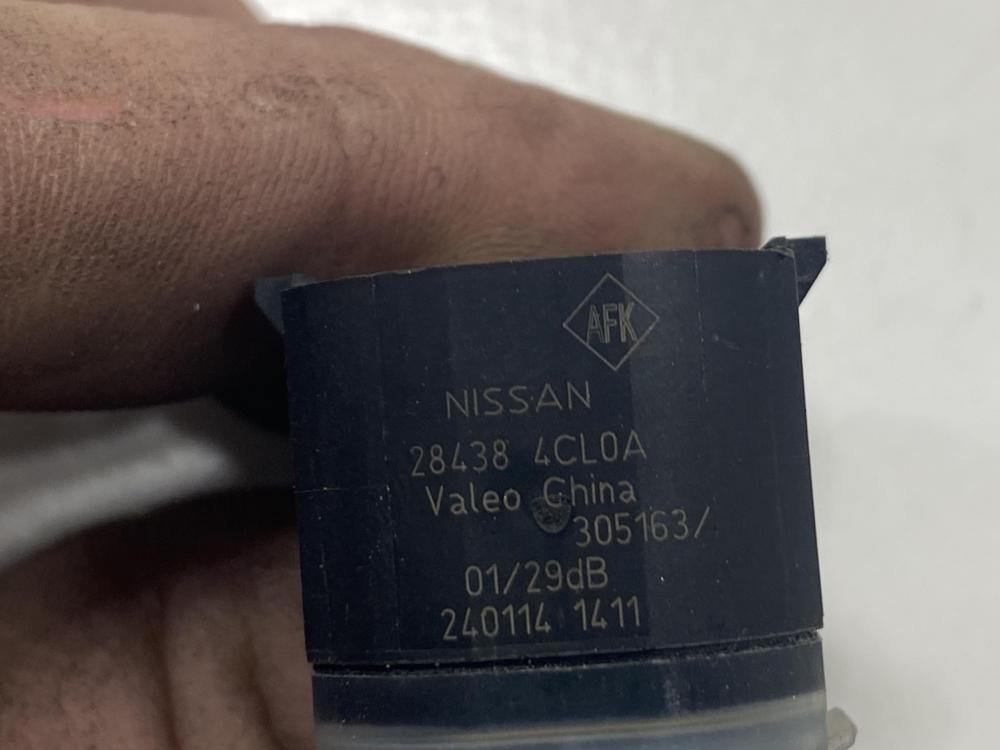 AFK
NISSAN
28438 4CL0A
Valeo China
305163/
01/29dB
240114 1411